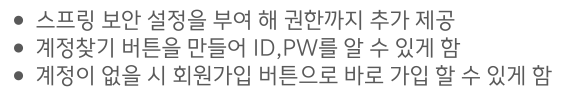 • 스프링 보안 설정을 부여 해 권한까지 추가 제공
• 계정찾기 버튼을 만들어 ID,PW를 알 수 있게 함
• 계정이 없을 시 회원가입 버튼으로 바로 가입 할 수 있게 함